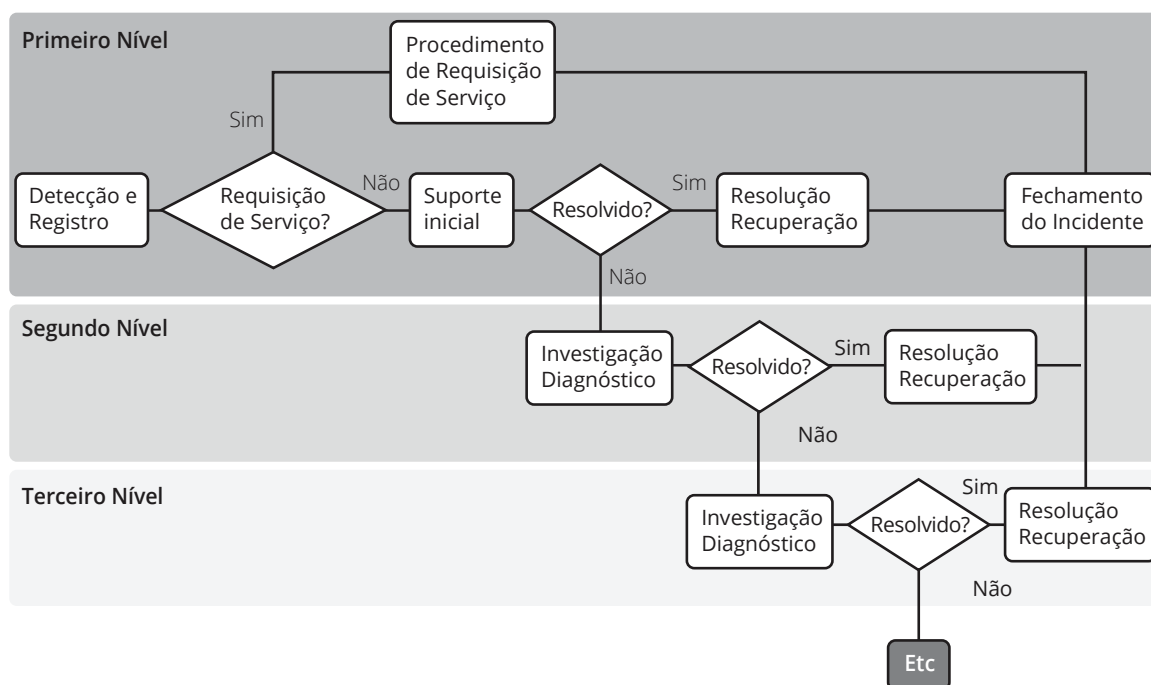 Primeiro Nível
Procedimento
de Requisição
de Serviço
Sim
Detecção e
Registro
Requisição
de Serviço?
Não
Suporte
inicial
Resolvido?
Sim
Resolução
Recuperação
Fechamento
do Incidente
Não
Segundo Nível
Investigação
Diagnóstico
Resolvido?
Sim
Resolução
Recuperação
Não
Terceiro Nível
Investigação
Diagnóstico
Resolvido?
Sim
Resolução
Recuperação
Não
Etc